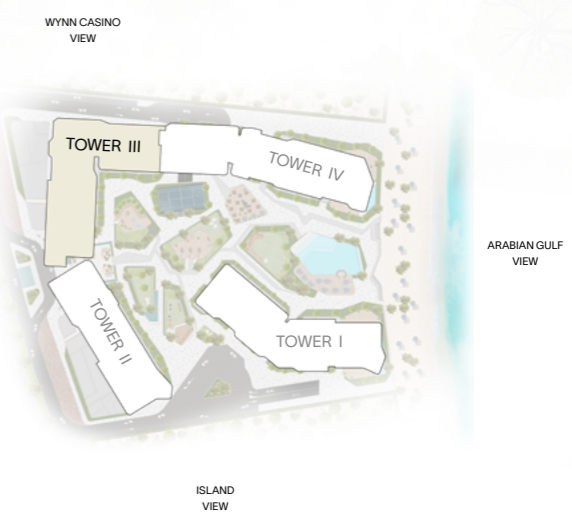 WYNN CASINO
VIEW
TOWER III
TOWER IV
ARABIAN GULF
VIEW
TOWER II
TOWER I
ISLAND
VIEW